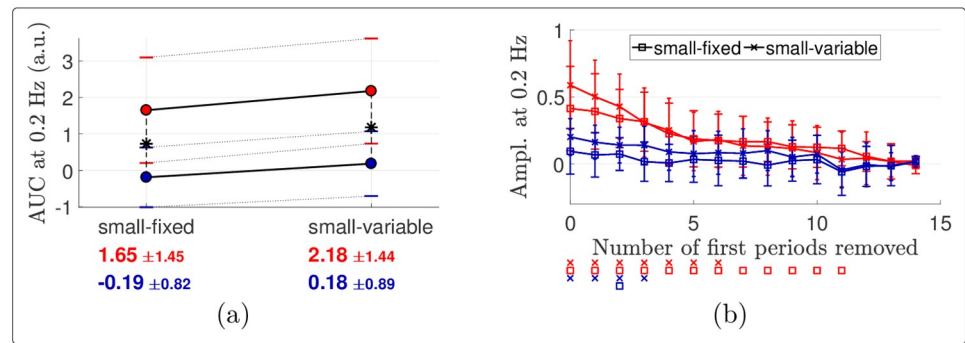 AUC at 0.2 Hz (a.u.)
3
2
1
0
-1
small-fixed small-variable
1.65 ±1.45 2.18 ±1.44
-0.19 ±0.82 0.18 ±0.89
(a)
Ampl. at 0.2 Hz
1
0.5
0
small-fixed small-variable
0 5 10 15
Number of first periods removed
(b)